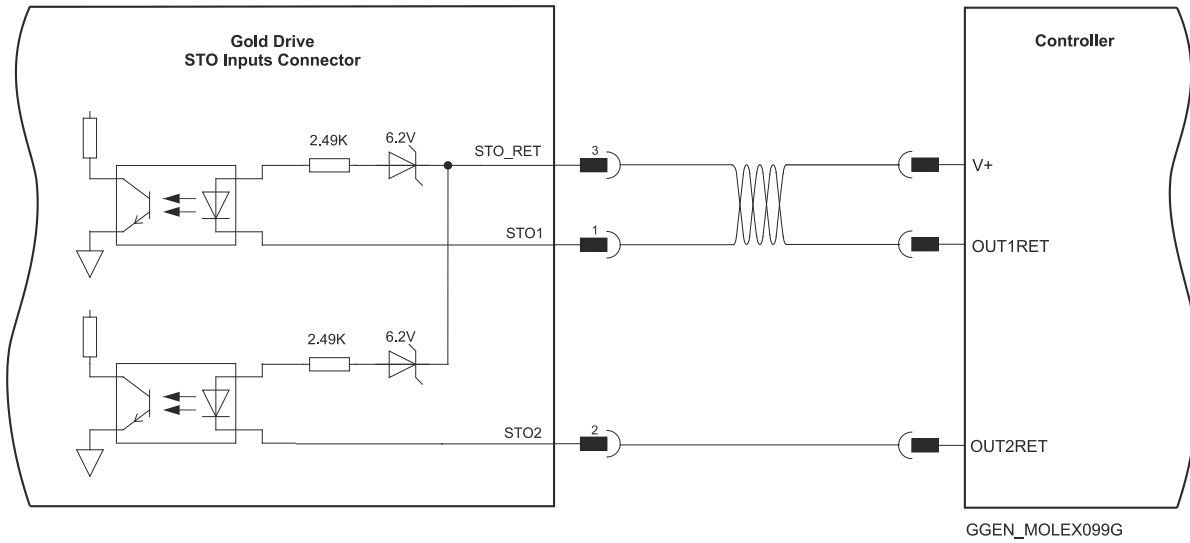 Gold Drive
STO Inputs Connector
Controller
2.49K
6.2V
STO_RET
3
V+
STO1
1
OUT1RET
2.49K
6.2V
STO2
2
OUT2RET
GGEN_MOLEX099G